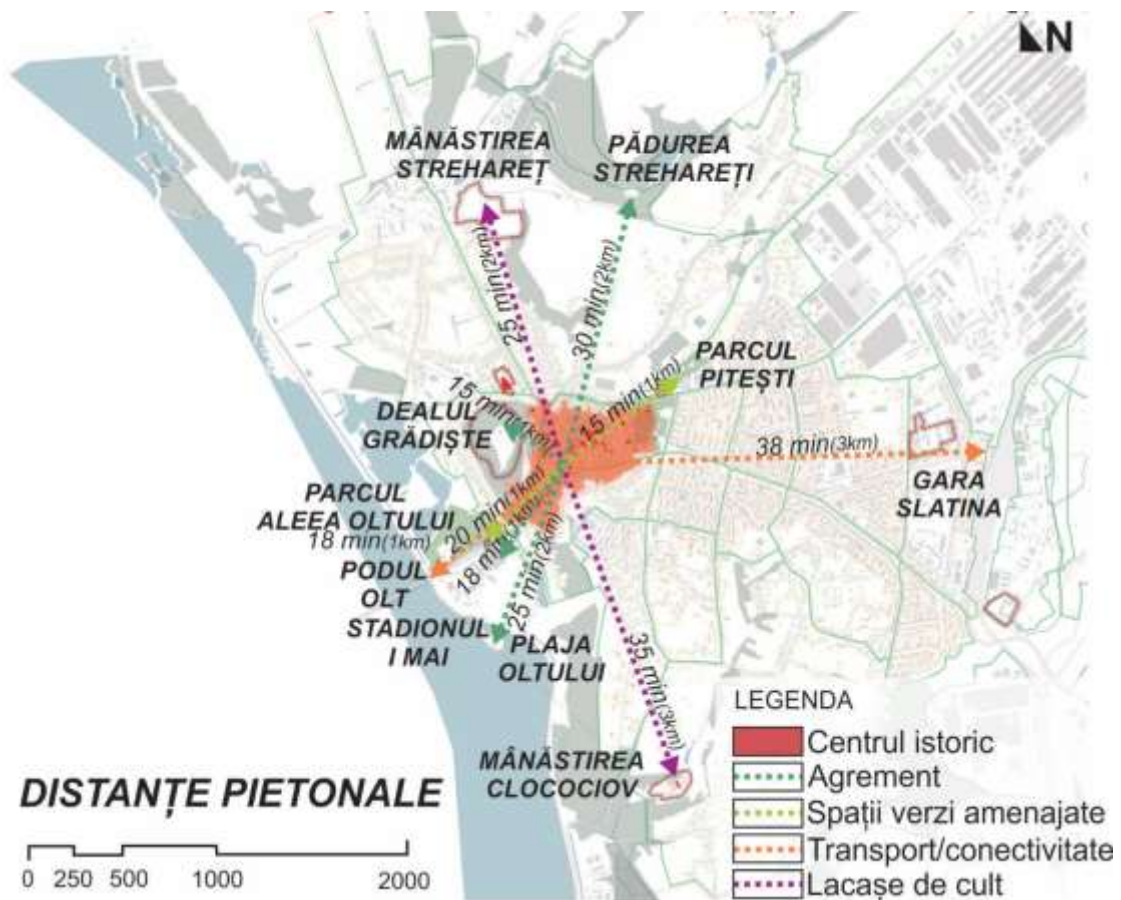 N
MÂNĂSTIREA
STREHAREȚ
PĂDUREA
STREHAREȚI
25 min(2km)
30 min(2km)
PARCUL
PITEȘTI
15 min(1km)
15 min(1km)
DEALUL
GRĂDIȘTE
38 min(3km)
GARA
SLATINA
PARCUL
ALEEA OLTULUI
18 min(1km)
20 min(1km)
18 min(1km)
25 min(2km)
PODUL
OLT
STADIONUL
I MAI
PLAJA
OLTULUI
35 min(3km)
MÂNĂSTIREA
CLOCOCIOV
LEGENDA
Centrul istoric
Agrement
Spații verzi amenajate
Transport/conectivitate
Lacașe de cult
DISTANȚE PIETONALE
0 250 500 1000 2000